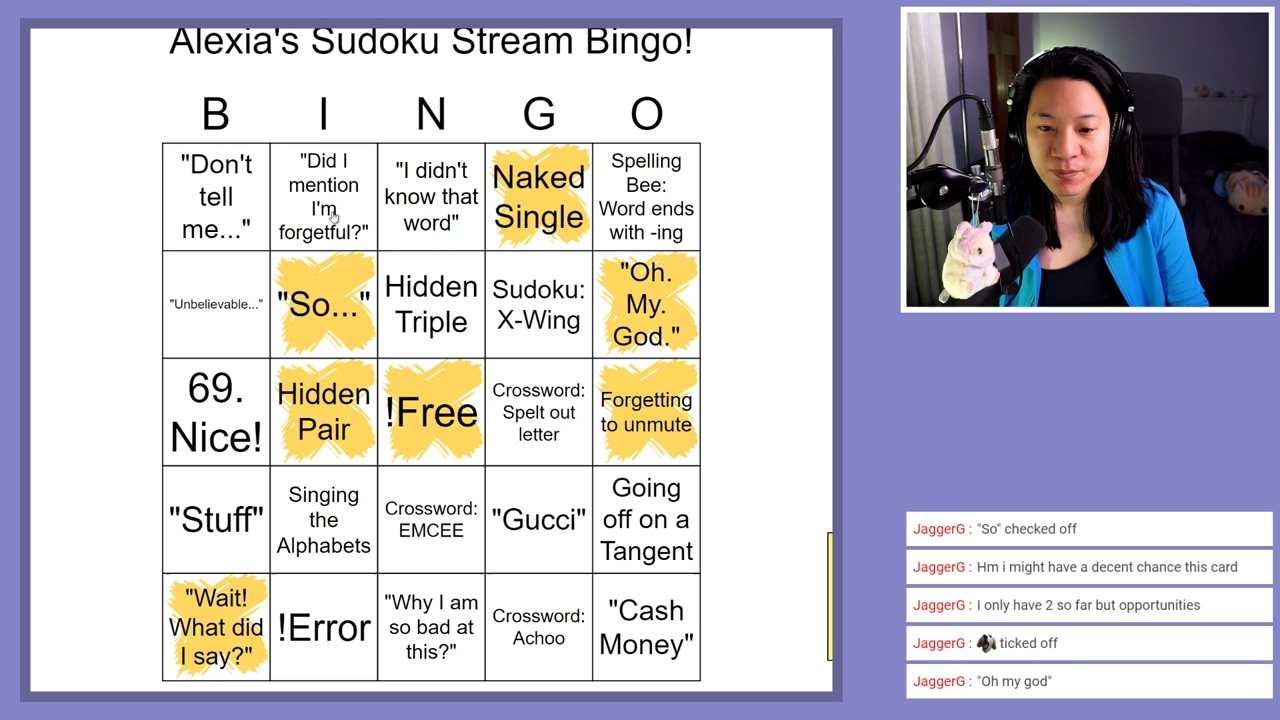 Alexia's Sudoku Stream Bingo!
B I N G O
"Don't
tell
me..."
"Did I
mention
I'm
forgetful?"
"I didn't
know that
word"
Naked
Single
Spelling
Bee:
Word ends
with -ing
"Unbelievable..."
"So..."
Hidden
Triple
Sudoku:
X-Wing
"Oh.
My.
God."
69.
Nice!
Hidden
Pair
!Free
Crossword:
Spelt out
letter
Forgetting
to unmute
"Stuff"
Singing
the
Alphabets
Crossword:
EMCEE
"Gucci"
Going
off on a
Tangent
"Wait!
What did
I say?"
!Error
"Why I am
so bad at
this?"
Crossword:
Achoo
"Cash
Money"
JaggerG : "So" checked off
JaggerG : Hm i might have a decent chance this card
JaggerG : I only have 2 so far but opportunities
JaggerG : ticked off
JaggerG : "Oh my god"